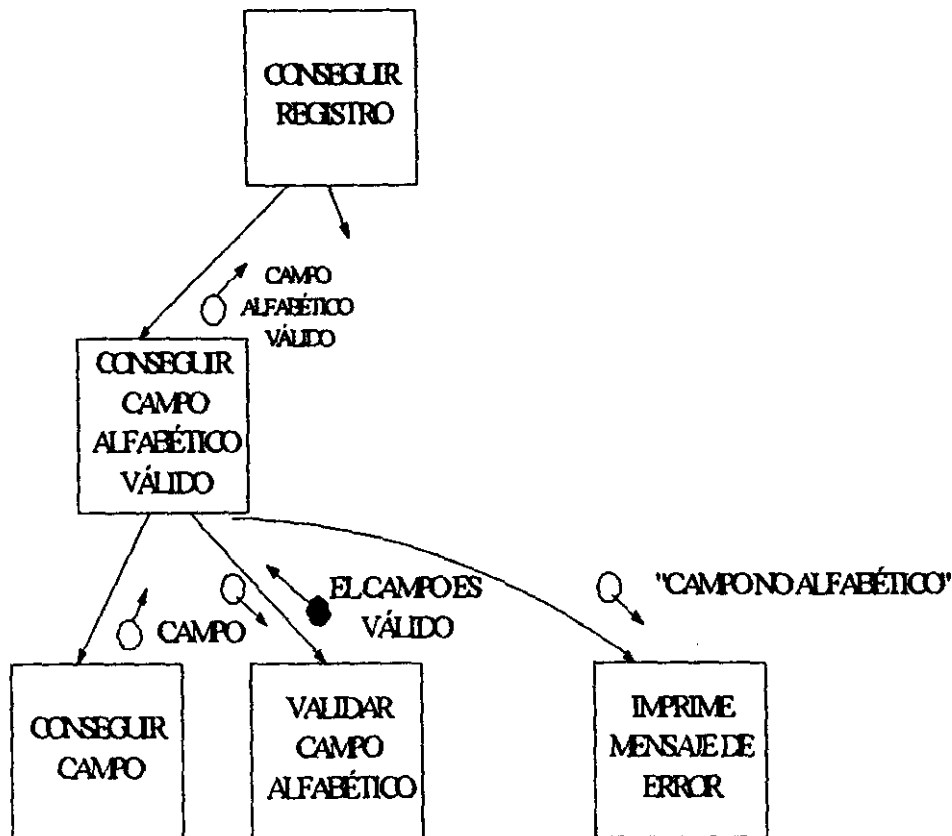 CONSEGUIR
REGISTRO
CAMPO
ALFABÉTICO
VÁLIDO
CONSEGUIR
CAMPO
ALFABÉTICO
VÁLIDO
CAMPO
EL CAMPO ES
VÁLIDO
"CAMPO NO ALFABÉTICO"
CONSEGUIR
CAMPO
VALIDAR
CAMPO
ALFABÉTICO
IMPRIME
MENSAJE DE
ERROR